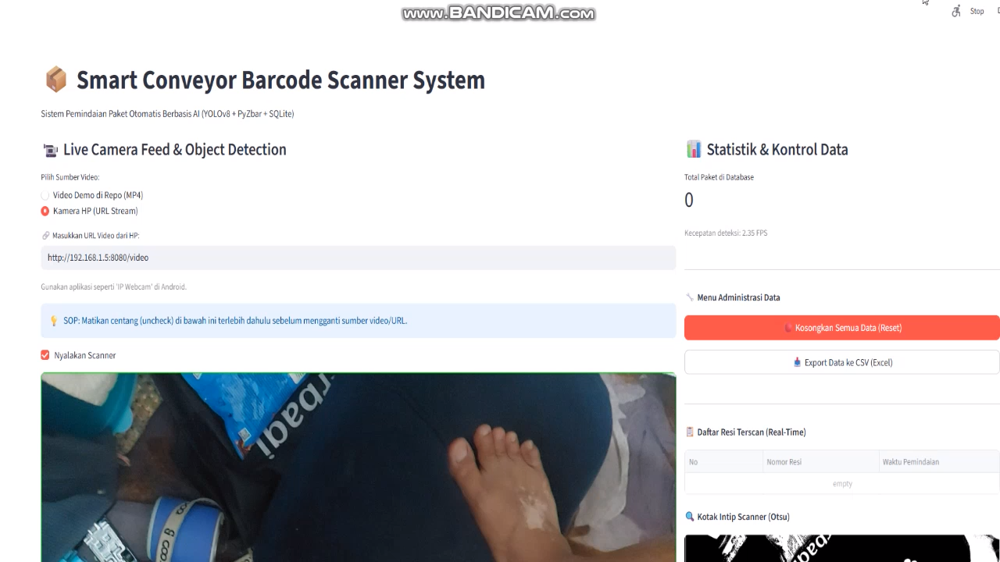 www.BANDICAM.com
Stop
Smart Conveyor Barcode Scanner System
Sistem Pemindaian Paket Otomatis Berbasis AI (YOLOv8 + PyZbar + SQLite)
Live Camera Feed & Object Detection
Pilih Sumber Video:
Video Demo di Repo (MP4)
Kamera HP (URL Stream)
Masukkan URL Video dari HP:
http://192.168.1.5:8080/video
Gunakan aplikasi seperti 'IP Webcam' di Android.
SOP: Matikan centang (uncheck) di bawah ini terlebih dahulu sebelum mengganti sumber video/URL.
Nyalakan Scanner
Statistik & Kontrol Data
Total Paket di Database
0
Kecepatan deteksi: 2.35 FPS
Menu Administrasi Data
Kosongkan Semua Data (Reset)
Export Data ke CSV (Excel)
Daftar Resi Terscan (Real-Time)
No Nomor Resi Waktu Pemindaian
empty
Kotak Intip Scanner (Otsu)